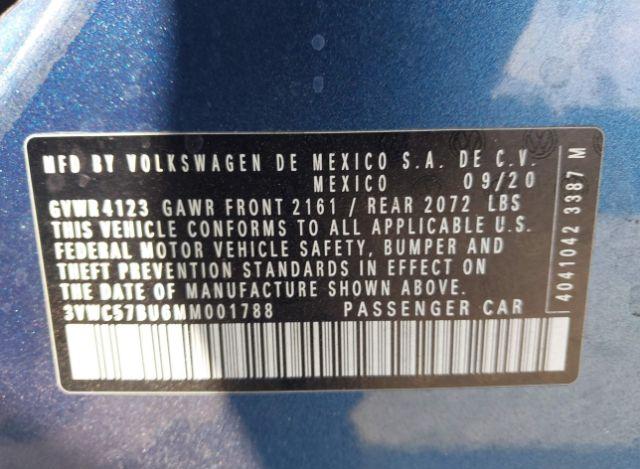 MFD BY VOLKSWAGEN DE MEXICO S.A. DE C.V-
MEXICO 09/20
GVWR4123 GAWR FRONT 2161 / REAR 2072 LBS
THIS VEHICLE CONFORMS TO ALL APPLICABLE U.S.
FEDERAL MOTOR VEHICLE SAFETY, BUMPER AND
THEFT PREVENTION STANDARDS IN EFFECT ON
THE DATE OF MANUFACTURE SHOWN ABOVE.
3VWC57BU6MM001788 PASSENGER CAR
4041042 3387 M